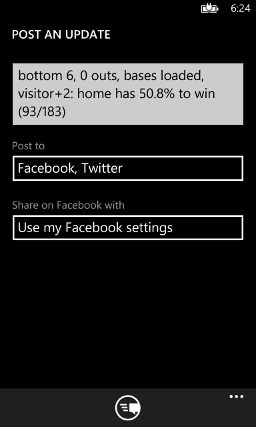 6:24
POST AN UPDATE
bottom 6, 0 outs, bases loaded,
visitor+2: home has 50.8% to win
(93/183)
Post to
Facebook, Twitter
Share on Facebook with
Use my Facebook settings